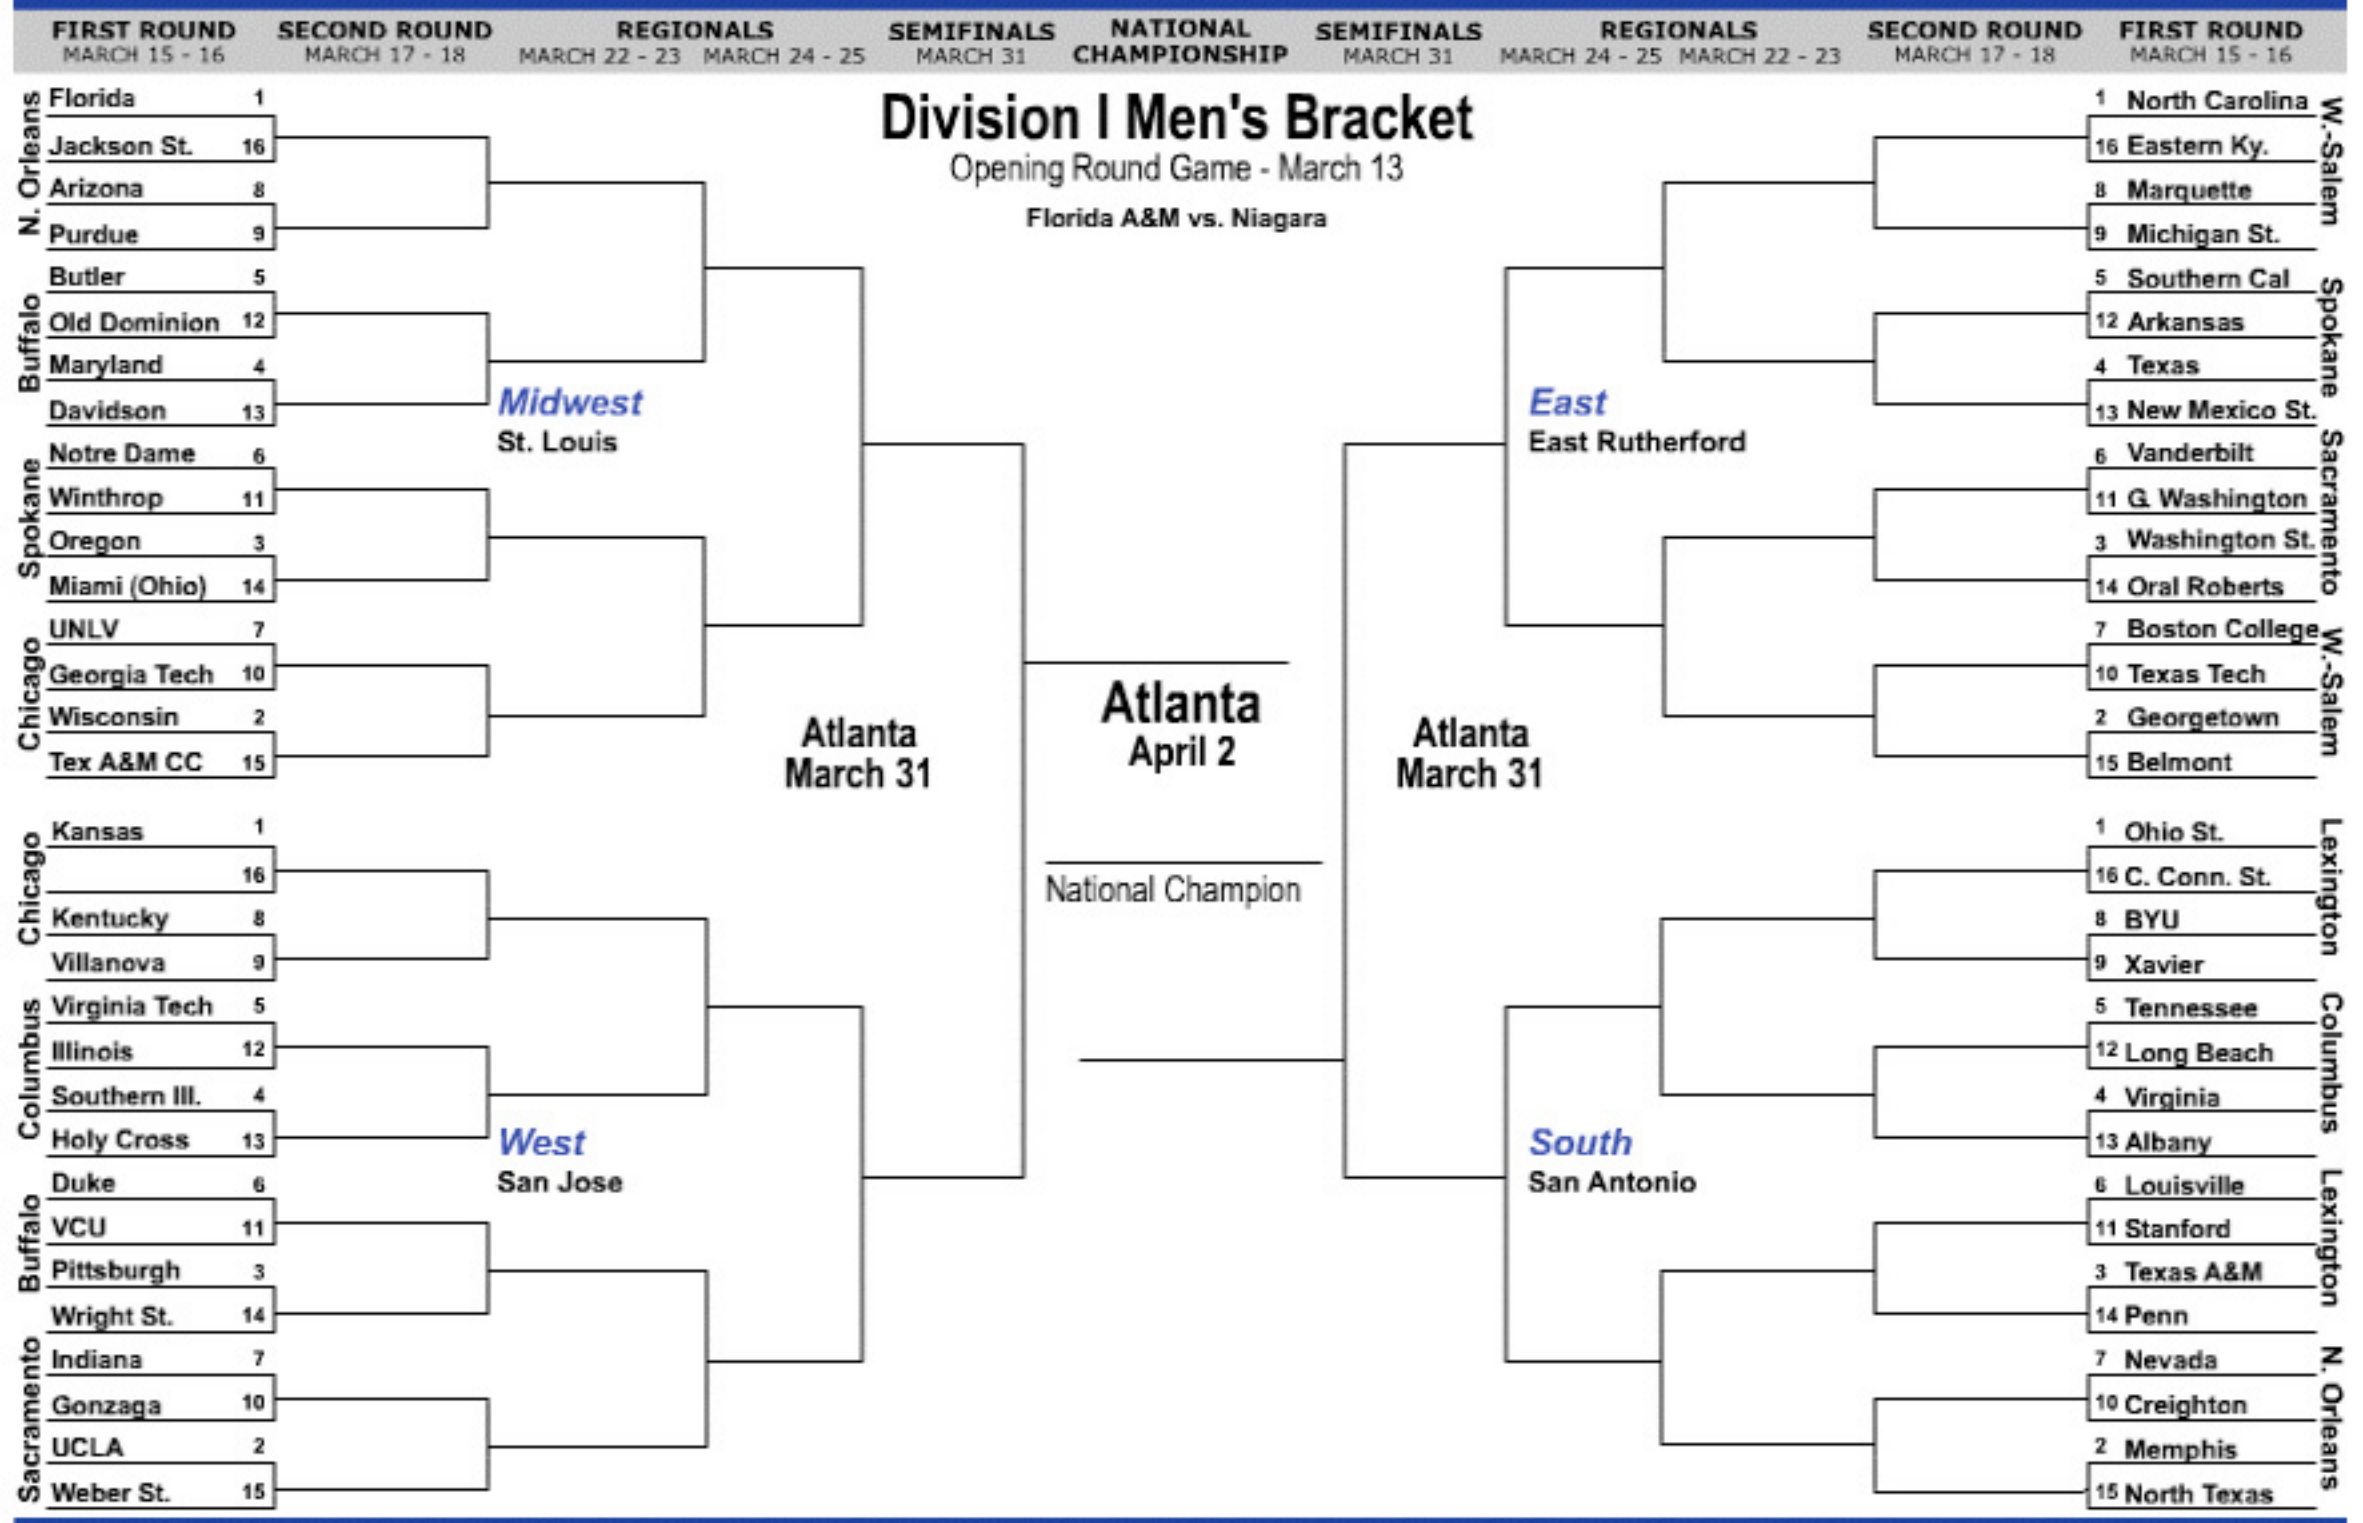 FIRST ROUND
MARCH 15 - 16
SECOND ROUND
MARCH 17 - 18
REGIONALS
MARCH 22 - 23 MARCH 24 - 25
SEMIFINALS
MARCH 31
NATIONAL
CHAMPIONSHIP
SEMIFINALS
MARCH 31
REGIONALS
MARCH 24 - 25 MARCH 22 - 23
SECOND ROUND
MARCH 17 - 18
FIRST ROUND
MARCH 15 - 16
Division I Men's Bracket
Opening Round Game - March 13
Florida A&M vs. Niagara
N. Orleans
Florida 1
Jackson St. 16
Arizona 8
Purdue 9
Buffalo
Butler 5
Old Dominion 12
Maryland 4
Davidson 13
Spokane
Notre Dame 6
Winthrop 11
Oregon 3
Miami (Ohio) 14
Chicago
UNLV 7
Georgia Tech 10
Wisconsin 2
Tex A&M CC 15
Midwest
St. Louis
Chicago
Kansas 1
16
Kentucky 8
Villanova 9
Columbus
Virginia Tech 5
Illinois 12
Southern Ill. 4
Holy Cross 13
Buffalo
Duke 6
VCU 11
Pittsburgh 3
Wright St. 14
Sacramento
Indiana 7
Gonzaga 10
UCLA 2
Weber St. 15
West
San Jose
Atlanta
March 31
Atlanta
April 2
National Champion
Atlanta
March 31
East
East Rutherford
1 North Carolina
16 Eastern Ky.
8 Marquette
9 Michigan St.
W.-Salem
5 Southern Cal
12 Arkansas
4 Texas
13 New Mexico St.
Spokane
6 Vanderbilt
11 G. Washington
3 Washington St.
14 Oral Roberts
Sacramento
7 Boston College
10 Texas Tech
2 Georgetown
15 Belmont
W.-Salem
South
San Antonio
1 Ohio St.
16 C. Conn. St.
8 BYU
9 Xavier
Lexington
5 Tennessee
12 Long Beach
4 Virginia
13 Albany
Columbus
6 Louisville
11 Stanford
3 Texas A&M
14 Penn
Lexington
7 Nevada
10 Creighton
2 Memphis
15 North Texas
N. Orleans